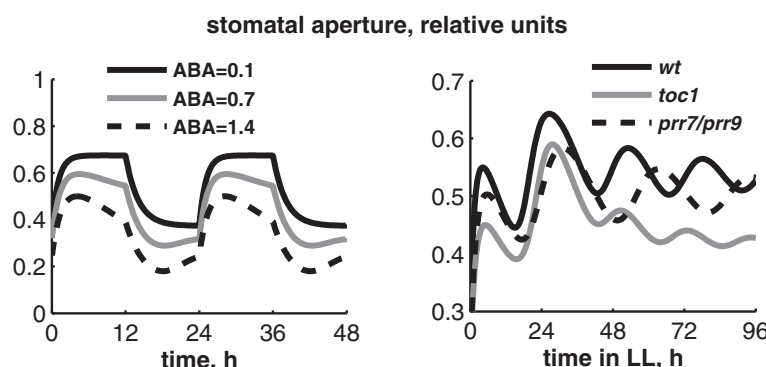 stomatal aperture, relative units
1
0.8
0.6
0.4
0.2
0
ABA=0.1
ABA=0.7
ABA=1.4
0 12 24 36 48
time, h
0.7
0.6
0.5
0.4
0.3
wt
toc1
prr7/prr9
0 24 48 72 96
time in LL, h